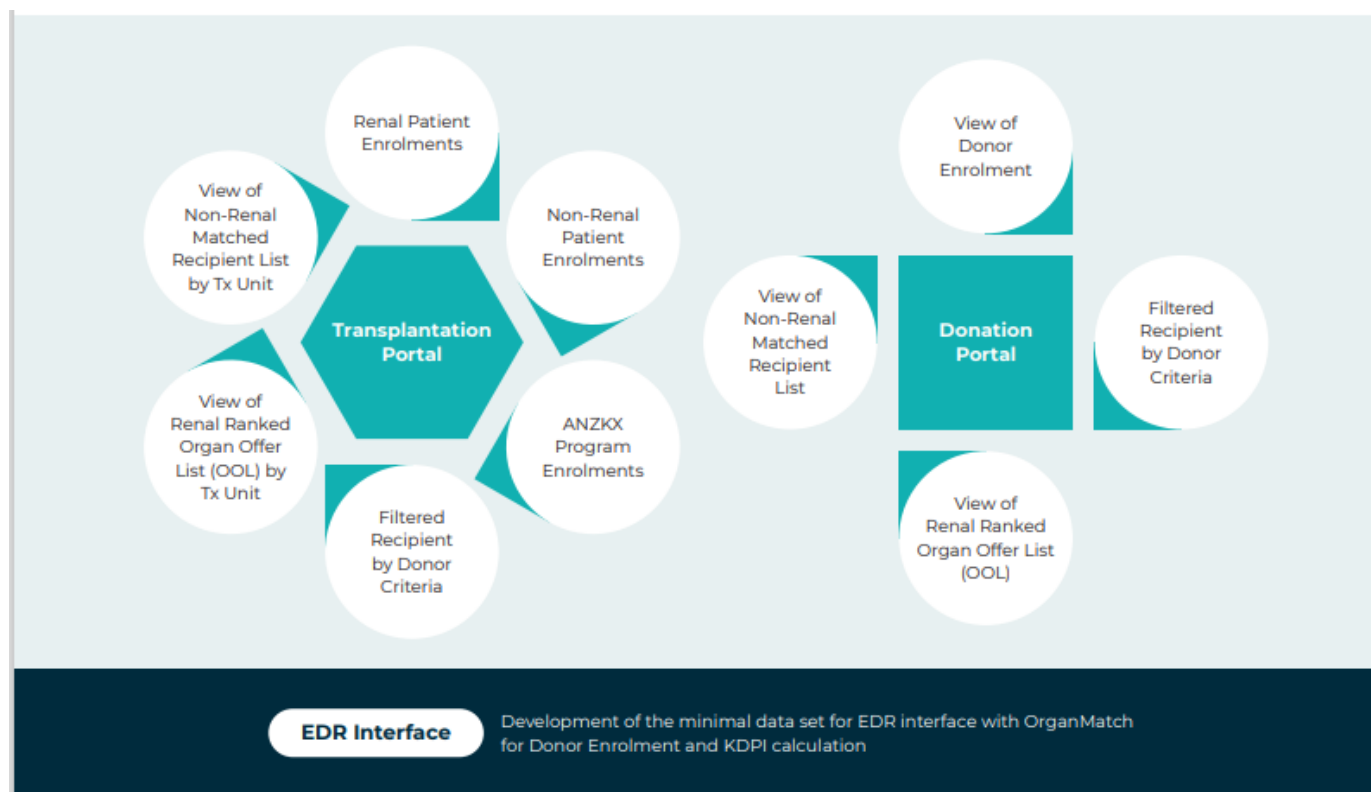 Renal Patient
Enrolments
View of
Non-Renal
Matched
Recipient List
by Tx Unit
Non-Renal
Patient
Enrolments
Transplantation
Portal
View of
Renal Ranked
Organ Offer
List (OOL) by
Tx Unit
ANZKX
Program
Enrolments
Filtered
Recipient
by Donor
Criteria
View of
Donor
Enrolment
View of
Non-Renal
Matched
Recipient
List
Donation
Portal
Filtered
Recipient
by Donor
Criteria
View of
Renal Ranked
Organ Offer List
(OOL)
EDR Interface
Development of the minimal data set for EDR interface with OrganMatch
for Donor Enrolment and KDPI calculation